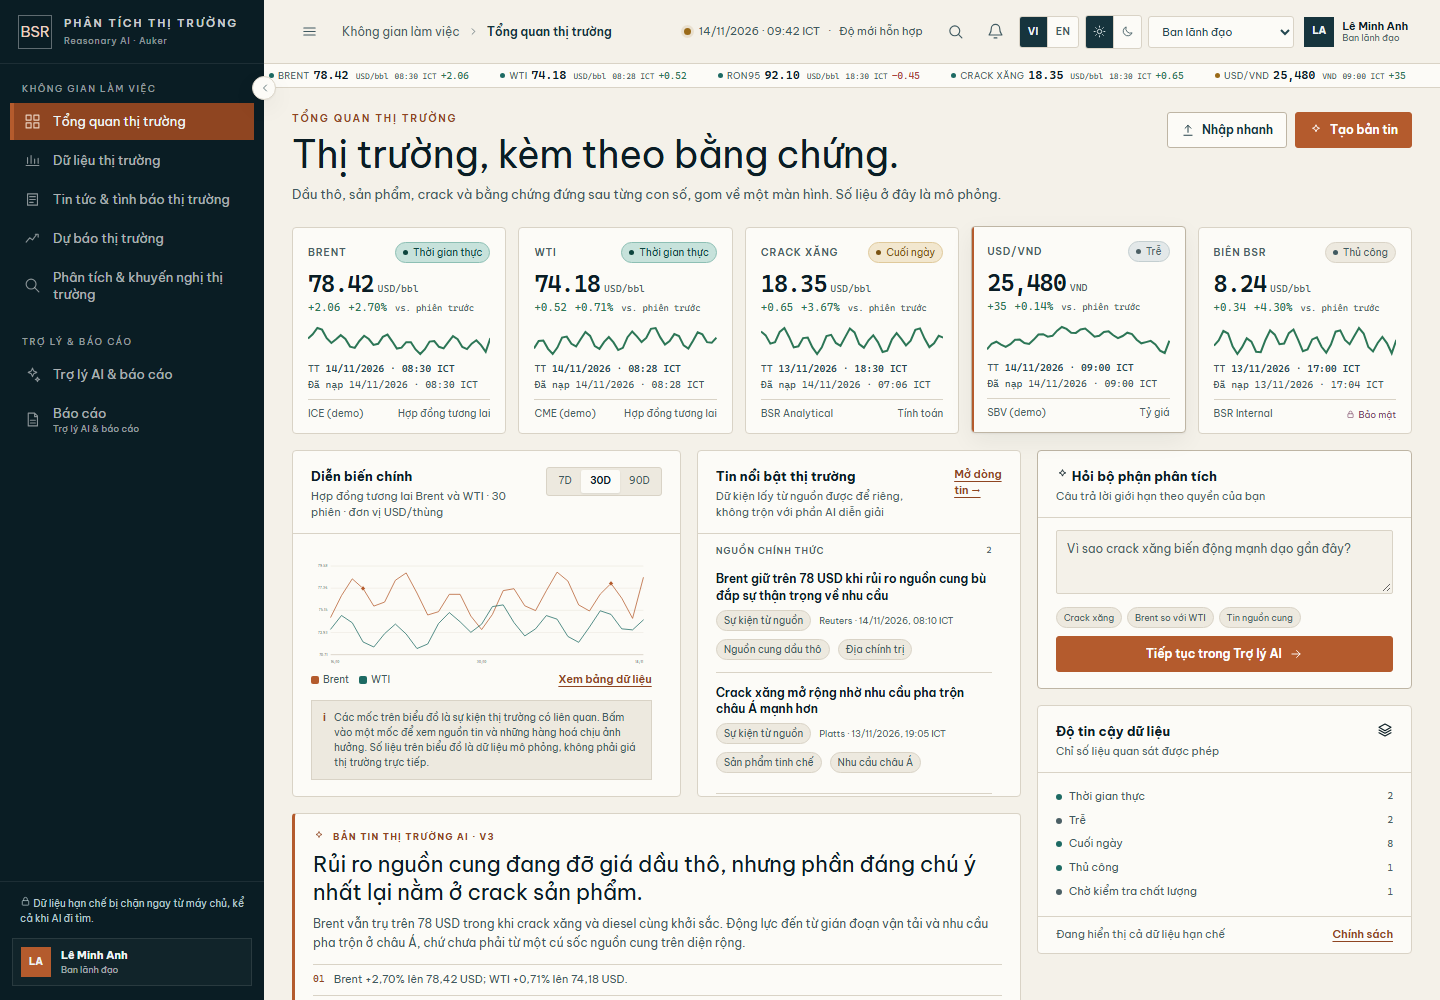 BSR
PHÂN TÍCH THỊ TRƯỜNG
Reasonary AI · Auker
KHÔNG GIAN LÀM VIỆC
Tổng quan thị trường
Dữ liệu thị trường
Tin tức & tình báo thị trường
Dự báo thị trường
Phân tích & khuyến nghị thị
trường
TRỢ LÝ & BÁO CÁO
Trợ lý AI & báo cáo
Báo cáo
Trợ lý AI & báo cáo
Dữ liệu hạn chế bị chặn ngay từ máy chủ, kể
cả khi AI đi tìm.
LA
Lê Minh Anh
Ban lãnh đạo
Không gian làm việc
Tổng quan thị trường
14/11/2026 · 09:42 ICT · Độ mới hỗn hợp
VI
EN
Ban lãnh đạo
LA
Lê Minh Anh
Ban lãnh đạo
BRENT 78.42 USD/bbl 08:30 ICT +2.06
WTI 74.18 USD/bbl 08:28 ICT +0.52
RON95 92.10 USD/bbl 18:30 ICT −0.45
CRACK XĂNG 18.35 USD/bbl 18:30 ICT +0.65
USD/VND 25,480 VND 09:00 ICT +35
TỔNG QUAN THỊ TRƯỜNG
Thị trường, kèm theo bằng chứng.
Dầu thô, sản phẩm, crack và bằng chứng đứng sau từng con số, gom về một màn hình. Số liệu ở đây là mô phỏng.
Nhập nhanh
Tạo bản tin
BRENT
Thời gian thực
78.42 USD/bbl
+2.06 +2.70% vs. phiên trước
TT 14/11/2026 · 08:30 ICT
Đã nạp 14/11/2026 · 08:30 ICT
ICE (demo)
Hợp đồng tương lai
WTI
Thời gian thực
74.18 USD/bbl
+0.52 +0.71% vs. phiên trước
TT 14/11/2026 · 08:28 ICT
Đã nạp 14/11/2026 · 08:28 ICT
CME (demo)
Hợp đồng tương lai
CRACK XĂNG
Cuối ngày
18.35 USD/bbl
+0.65 +3.67% vs. phiên trước
TT 13/11/2026 · 18:30 ICT
Đã nạp 14/11/2026 · 07:06 ICT
BSR Analytical
Tính toán
USD/VND
Trễ
25,480 VND
+35 +0.14% vs. phiên trước
TT 14/11/2026 · 09:00 ICT
Đã nạp 14/11/2026 · 09:00 ICT
SBV (demo)
Tỷ giá
BIÊN BSR
Thủ công
8.24 USD/bbl
+0.34 +4.30% vs. phiên trước
TT 13/11/2026 · 17:00 ICT
Đã nạp 13/11/2026 · 17:04 ICT
BSR Internal
Bảo mật
Diễn biến chính
Hợp đồng tương lai Brent và WTI · 30
phiên · đơn vị USD/thùng
7D
30D
90D
Brent
WTI
Xem bảng dữ liệu
i Các mốc trên biểu đồ là sự kiện thị trường có liên quan. Bấm
vào một mốc để xem nguồn tin và những hàng hoá chịu ảnh
hưởng. Số liệu trên biểu đồ là dữ liệu mô phỏng, không phải giá
thị trường trực tiếp.
Tin nổi bật thị trường
Dữ kiện lấy từ nguồn được để riêng,
không trộn với phần AI diễn giải
Mở dòng
tin →
NGUỒN CHÍNH THỨC
2
Brent giữ trên 78 USD khi rủi ro nguồn cung bù
đắp sự thận trọng về nhu cầu
Sự kiện từ nguồn
Reuters · 14/11/2026, 08:10 ICT
Nguồn cung dầu thô
Địa chính trị
Crack xăng mở rộng nhờ nhu cầu pha trộn
châu Á mạnh hơn
Sự kiện từ nguồn
Platts · 13/11/2026, 19:05 ICT
Sản phẩm tinh chế
Nhu cầu châu Á
Hỏi bộ phận phân tích
Câu trả lời giới hạn theo quyền của bạn
Vì sao crack xăng biến động mạnh dạo gần đây?
Crack xăng
Brent so với WTI
Tin nguồn cung
Tiếp tục trong Trợ lý AI →
Độ tin cậy dữ liệu
Chỉ số liệu quan sát được phép
Thời gian thực 2
Trễ 2
Cuối ngày 8
Thủ công 1
Chờ kiểm tra chất lượng 1
Đang hiển thị cả dữ liệu hạn chế
Chính sách
BẢN TIN THỊ TRƯỜNG AI · V3
Rủi ro nguồn cung đang đỡ giá dầu thô, nhưng phần đáng chú ý
nhất lại nằm ở crack sản phẩm.
Brent vẫn trụ trên 78 USD trong khi crack xăng và diesel cùng khởi sắc. Động lực đến từ gián đoạn vận tải và nhu cầu
pha trộn ở châu Á, chứ chưa phải từ một cú sốc nguồn cung trên diện rộng.
01 Brent +2,70% lên 78,42 USD; WTI +0,71% lên 74,18 USD.